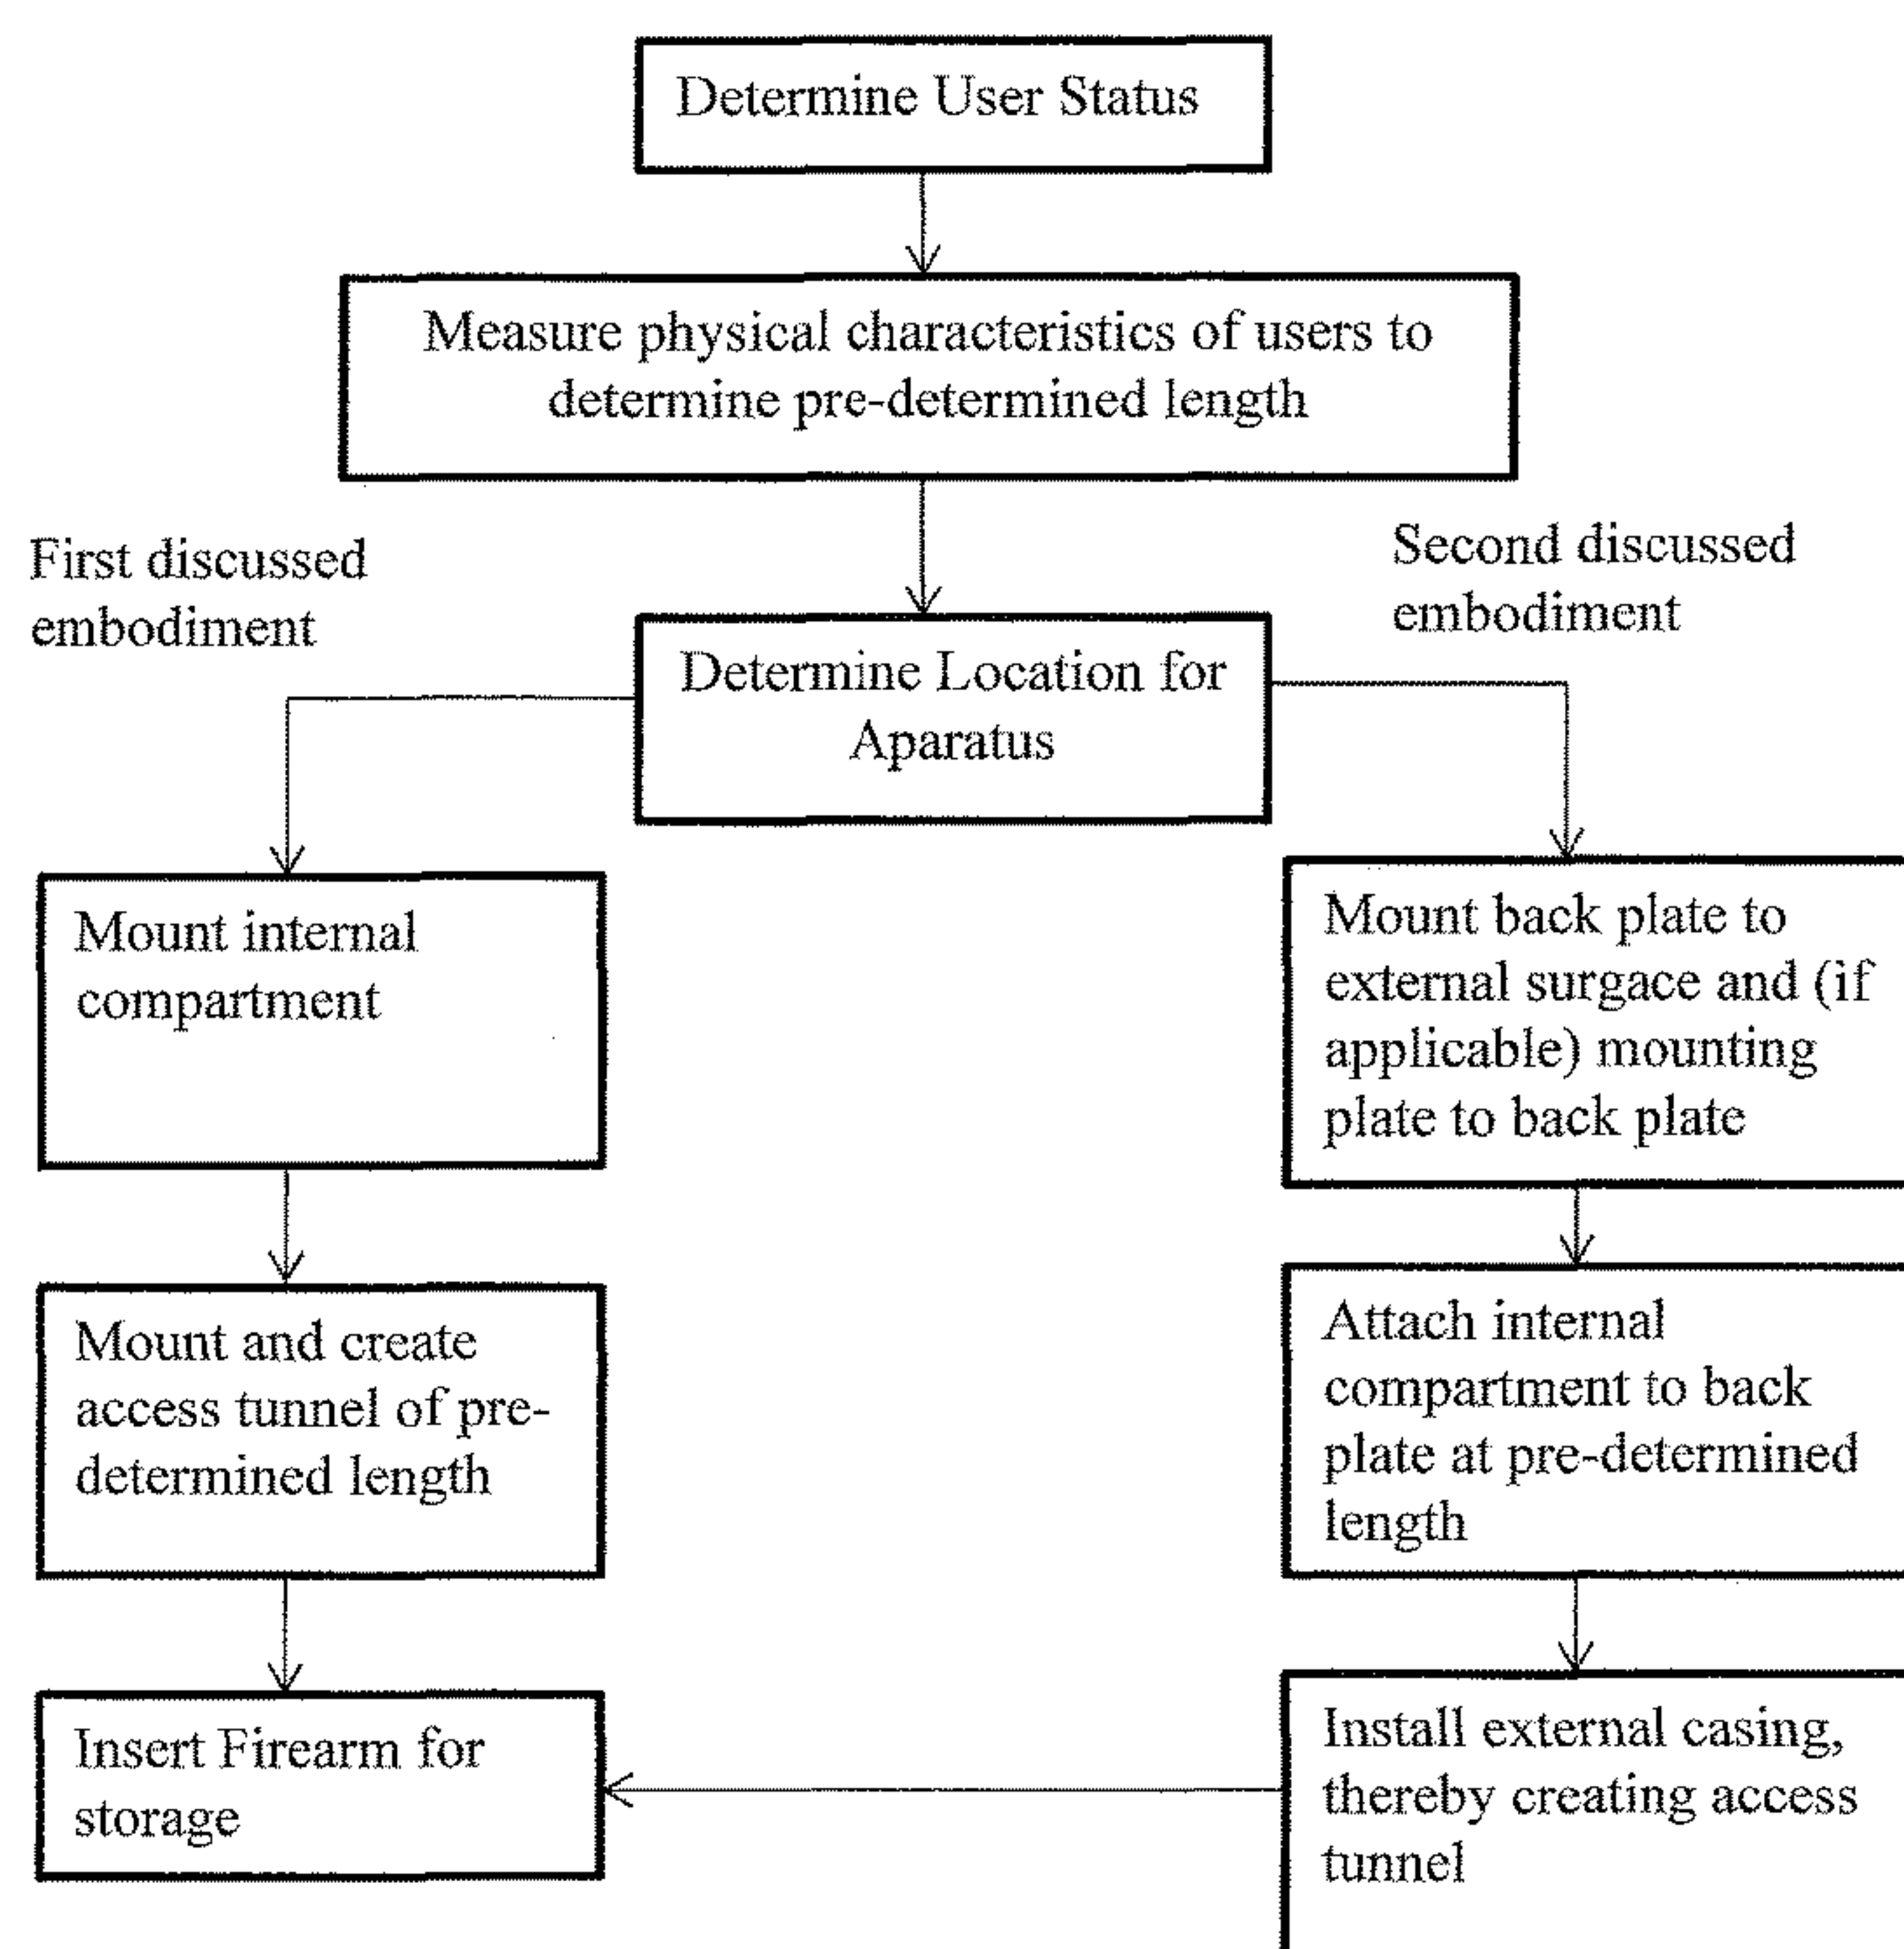 Determine User Status
Measure physical characteristics of users to
determine pre-determined length
First discussed
embodiment
Second discussed
embodiment
Determine Location for
Aparatus
Mount internal
compartment
Mount back plate to
external surgace and (if
applicable) mounting
plate to back plate
Mount and create
access tunnel of pre-
determined length
Attach internal
compartment to back
plate at pre-determined
length
Insert Firearm for
storage
Install external casing,
thereby creating access
tunnel